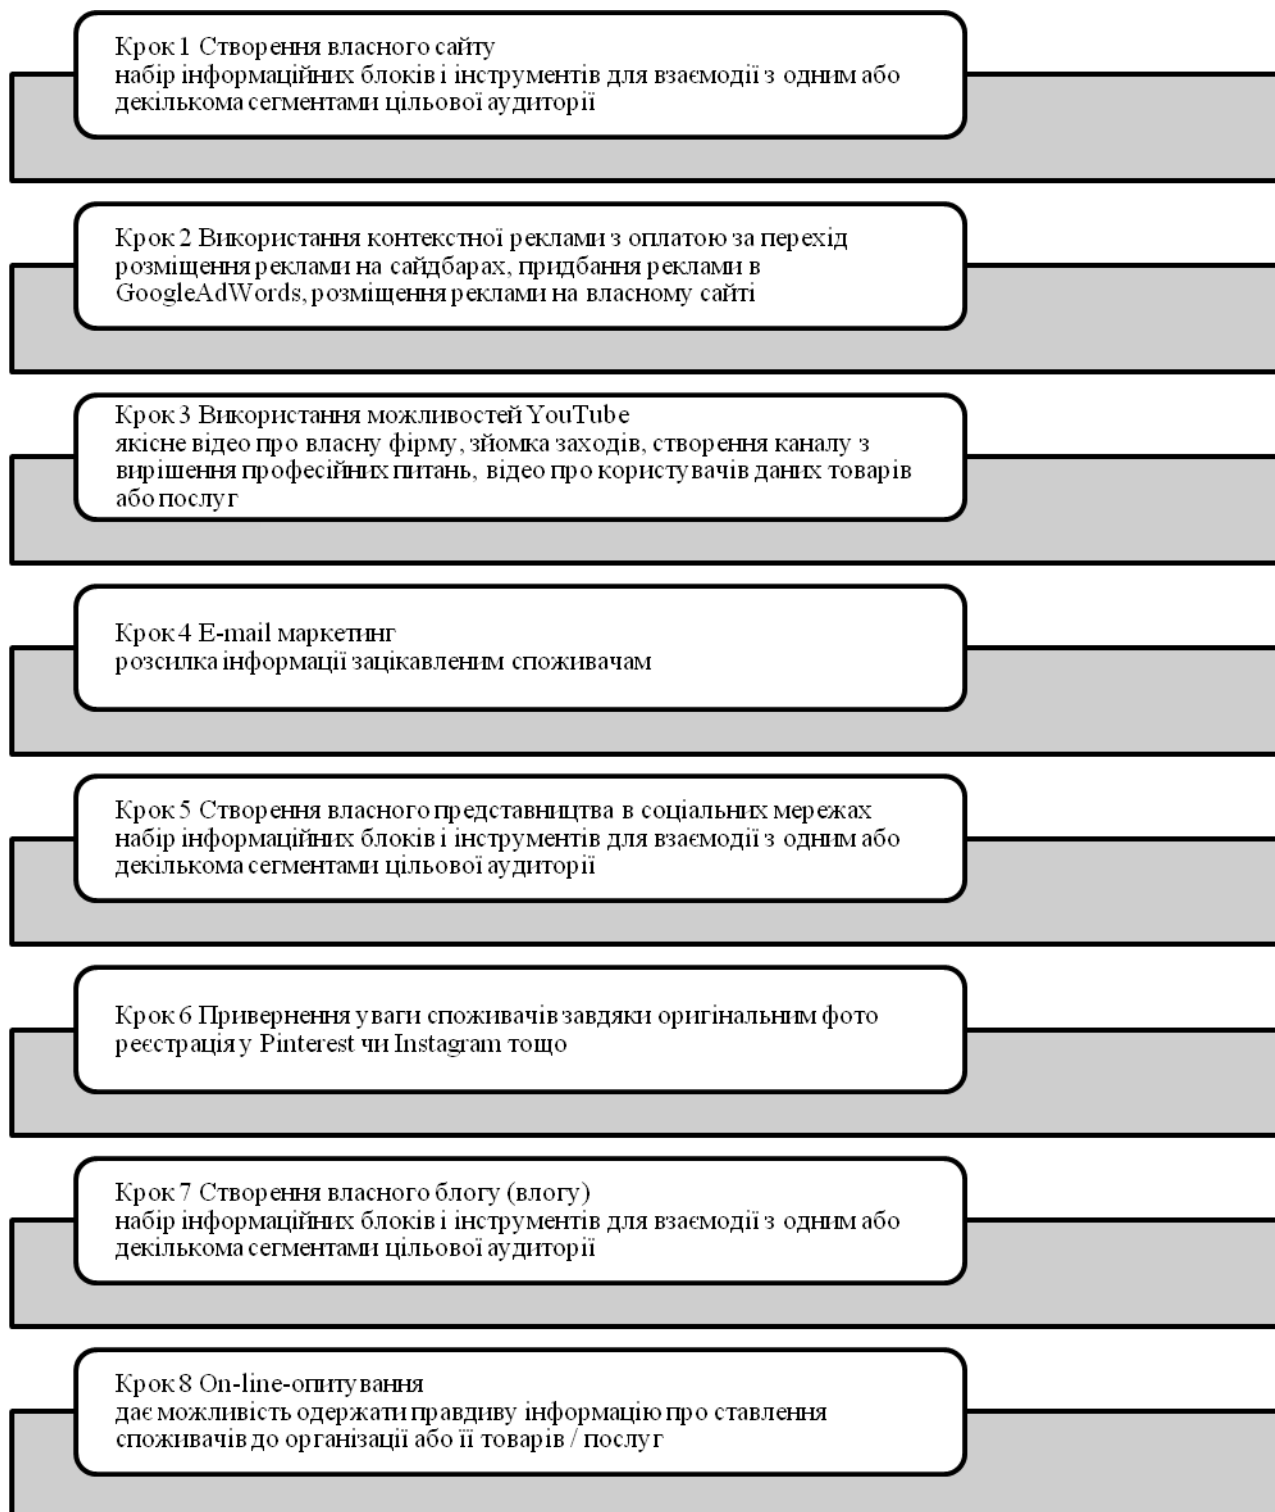 Крок 1 Створення власного сайту
набір інформаційних блоків і інструментів для взаємодії з одним або
декількома сегментами цільової аудиторії
Крок 2 Використання контекстної реклами з оплатою за перехід
розміщення реклами на сайдбарах, придбання реклами в
GoogleAdWords, розміщення реклами на власному сайті
Крок 3 Використання можливостей YouTube
якісне відео про власну фірму, зйомка заходів, створення каналу з
вирішення професійних питань, відео про користувачів даних товарів
або послуг
Крок 4 E-mail маркетинг
розсилка інформації зацікавленим споживачам
Крок 5 Створення власного представництва в соціальних мережах
набір інформаційних блоків і інструментів для взаємодії з одним або
декількома сегментами цільової аудиторії
Крок 6 Привернення уваги споживачів завдяки оригінальним фото
реєстрація у Pinterest чи Instagram тощо
Крок 7 Створення власного блогу (влогу)
набір інформаційних блоків і інструментів для взаємодії з одним або
декількома сегментами цільової аудиторії
Крок 8 On-line-опитування
дає можливість одержати правдиву інформацію про ставлення
споживачів до організації або її товарів / послуг